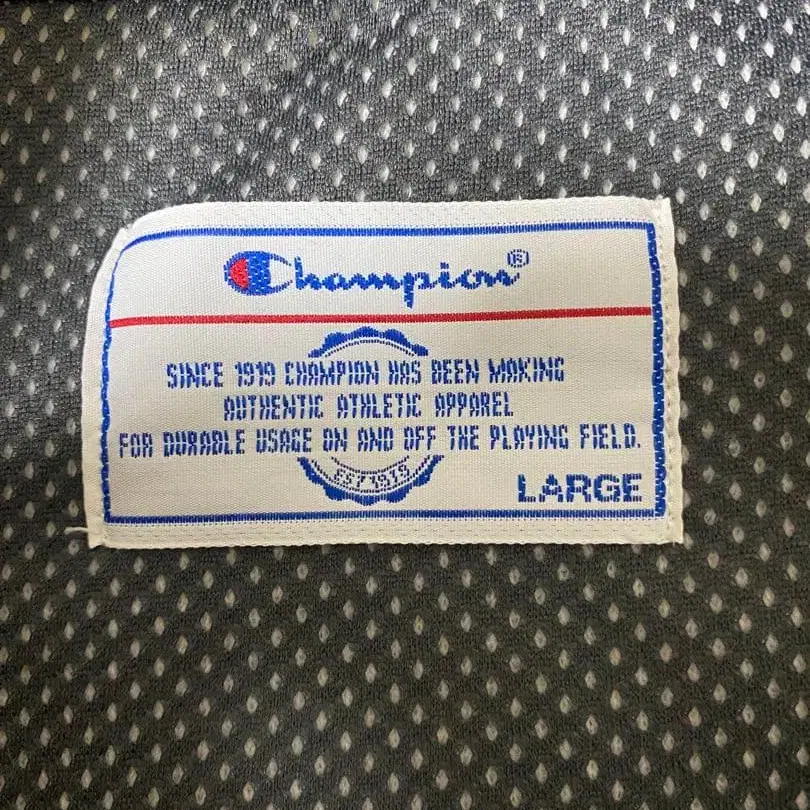 Champion®
SINCE 1919 CHAMPION HAS BEEN MAKING
AUTHENTIC ATHLETIC APPAREL
FOR DURABLE USAGE ON AND OFF THE PLAYING FIELD.
EST 1919
LARGE